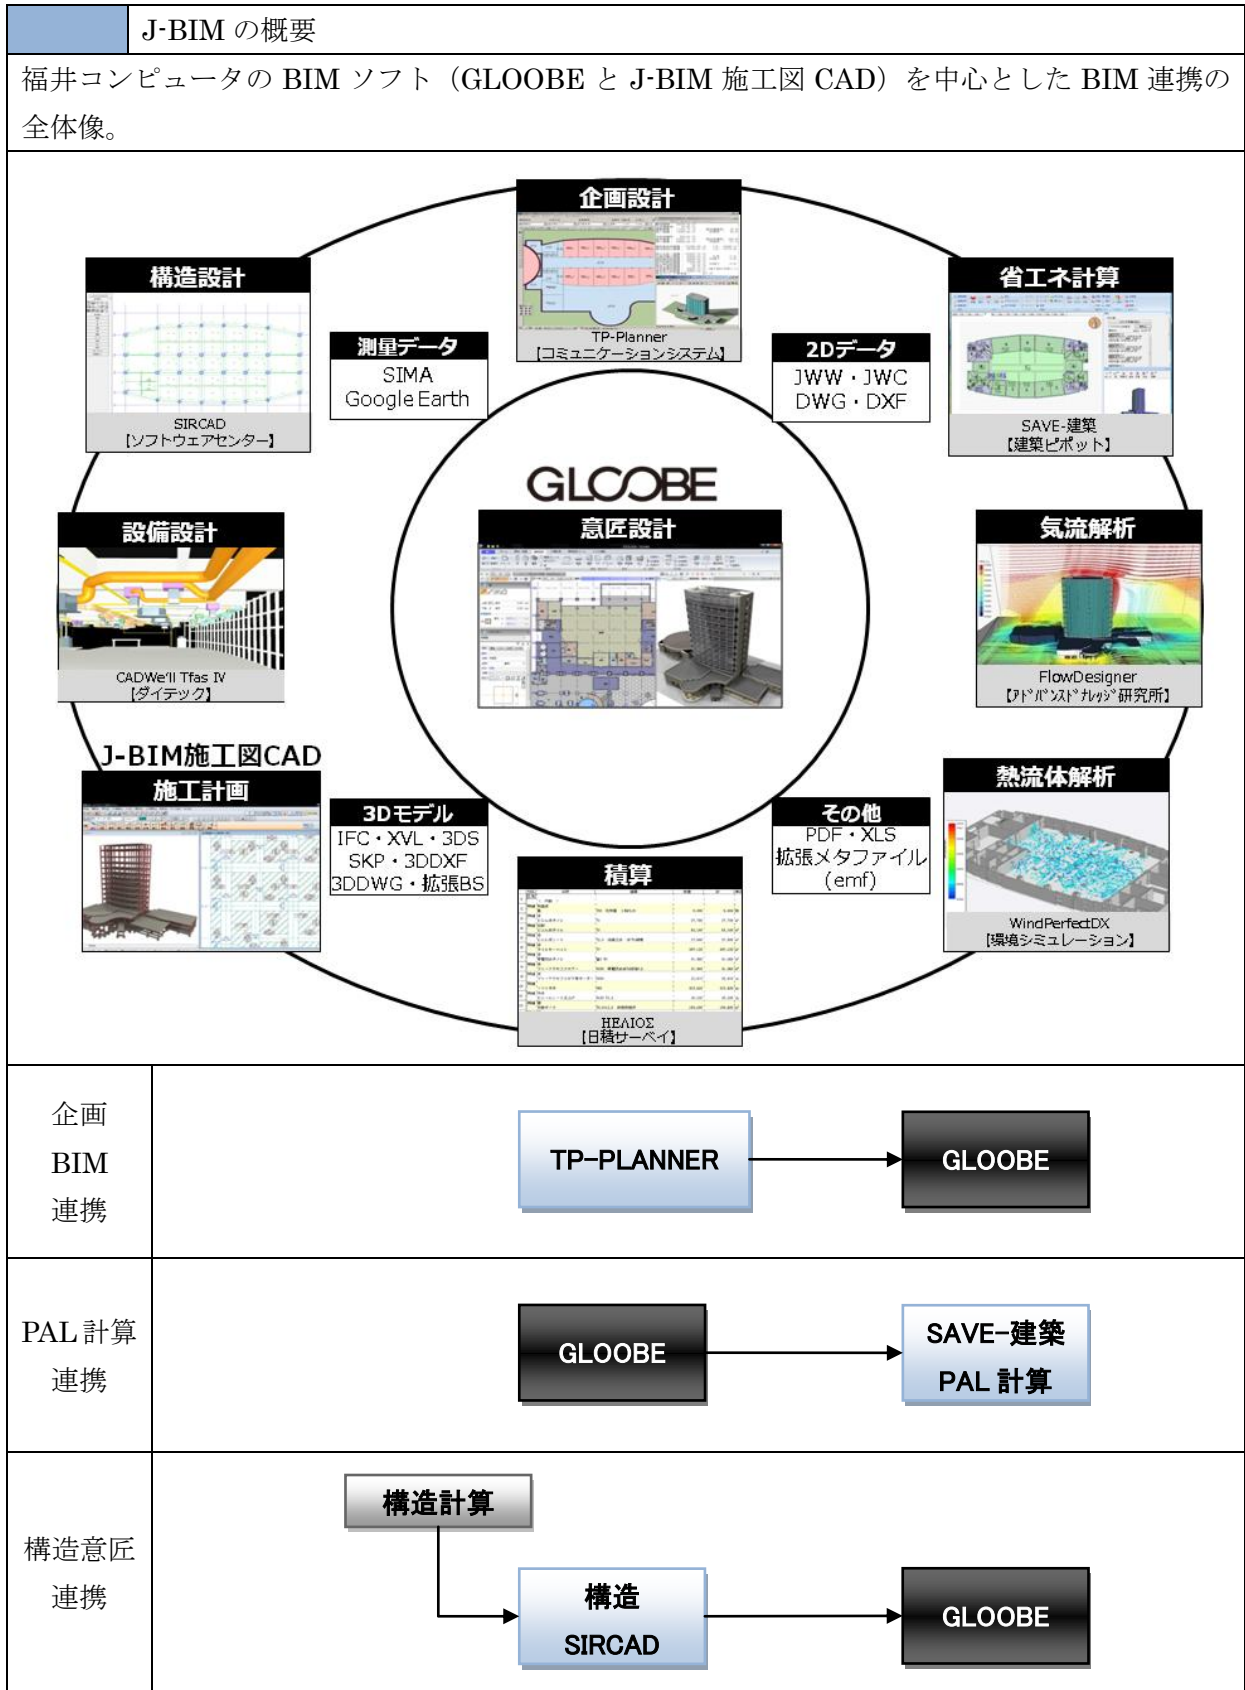 J-BIM の概要
福井コンピュータの BIM ソフト（GLOOBE と J-BIM 施工図 CAD）を中心とした BIM 連携の
全体像。
企画設計
TP-Planner
【コミュニケーションシステム】
構造設計
SIRCAD
【ソフトウェアセンター】
測量データ
SIMA
Google Earth
2Dデータ
JWW・JWC
DWG・DXF
省エネ計算
SAVE-建築
【建築ピボット】
GLOOBE
意匠設計
設備設計
CADWe'll Tfas IV
【ダイテック】
気流解析
FlowDesigner
【ｱﾄﾞﾊﾞﾝｽﾄﾞﾅﾚｯｼﾞ研究所】
J-BIM施工図CAD
施工計画
3Dモデル
IFC・XVL・3DS
SKP・3DDXF
3DDWG・拡張BS
積算
ΗΕΛΙΟΣ
【日積サーベイ】
その他
PDF・XLS
拡張メタファイル
(emf)
熱流体解析
WindPerfectDX
【環境シミュレーション】
企画
BIM
連携
TP-PLANNER
GLOOBE
PAL 計算
連携
GLOOBE
SAVE-建築
PAL 計算
構造意匠
連携
構造計算
構造
SIRCAD
GLOOBE